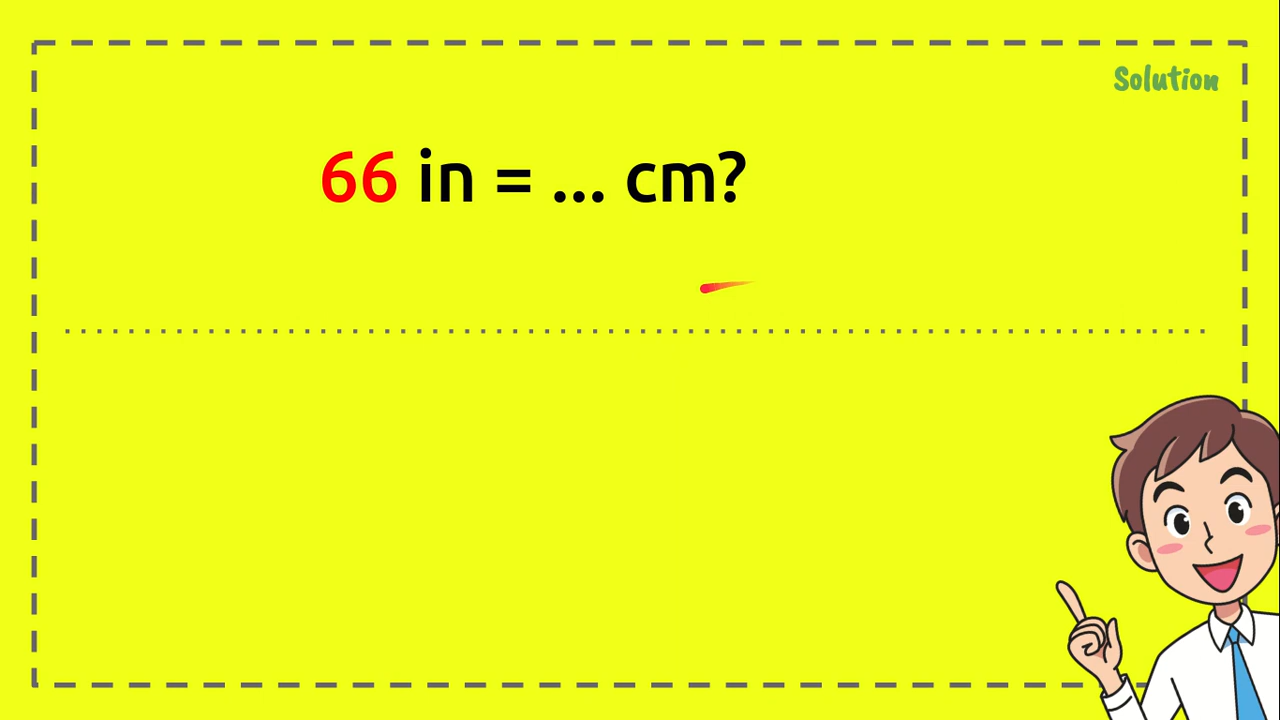 Solution
66 in = ... cm?